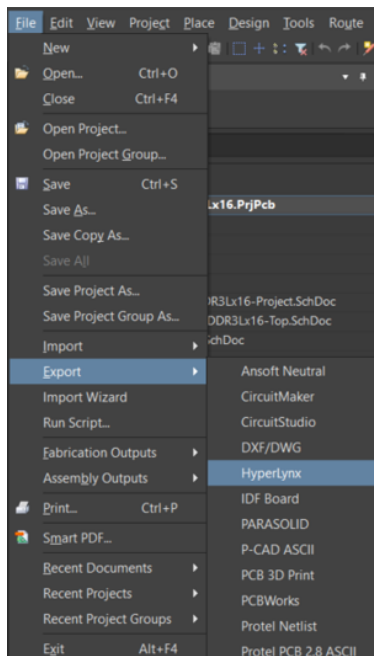 File Edit View Project Place Design Tools Route
New
Open... Ctrl+O
Close Ctrl+F4
Open Project...
Open Project Group...
Save Ctrl+S
Save As...
Lx16.PrjPcb
Save Copy As...
Save All
Save Project As...
DR3Lx16-Project.SchDoc
Save Project Group As...
DDR3Lx16-Top.SchDoc
SchDoc
Import
Export
Ansoft Neutral
Import Wizard
CircuitMaker
Run Script...
CircuitStudio
Fabrication Outputs
DXF/DWG
Assembly Outputs
HyperLynx
Print... Ctrl+P
IDF Board
Smart PDF...
PARASOLID
P-CAD ASCII
Recent Documents
PCB 3D Print
Recent Projects
PCBWorks
Recent Project Groups
Protel Netlist
Exit Alt+F4
Protel PCB 2.8 ASCII